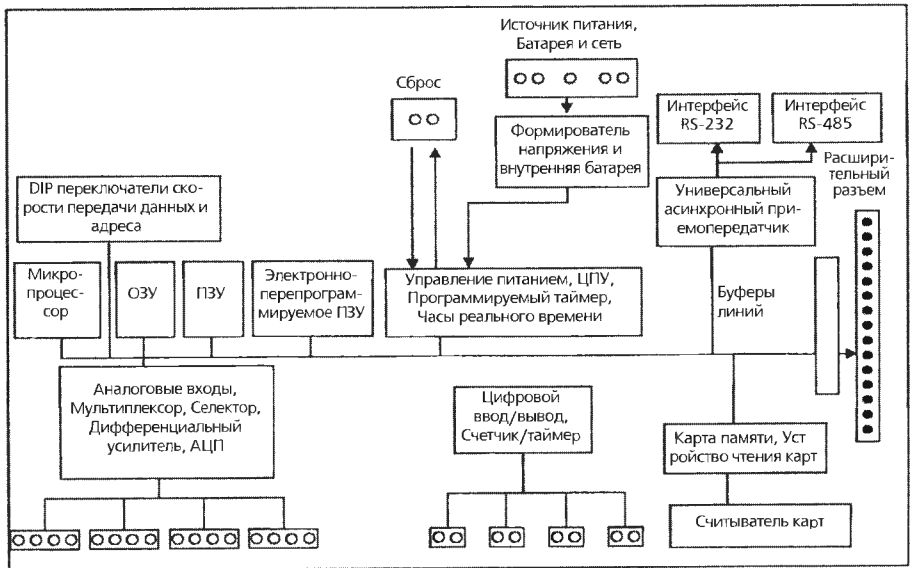 Источник питания,
Батарея и сеть
Сброс
Формирователь
напряжения и
внутренняя батарея
Интерфейс
RS-232
Интерфейс
RS-485
Расшири-
тельный
разъем
DIP переключатели ско-
рости передачи данных и
адреса
Универсальный
асинхронный при-
емопередатчик
Микро-
процес-
ссор
ОЗУ
ПЗУ
Электронно-
перепрограм-
мируемое ПЗУ
Управление питанием, ЦПУ,
Программируемый таймер,
Часы реального времени
Буферы
линий
Аналоговые входы,
Мультиплексор, Селектор,
Дифференциальный
усилитель, АЦП
Цифровой
ввод/вывод,
Счетчик/таймер
Карта памяти, Уст
ройство чтения карт
Считыватель карт